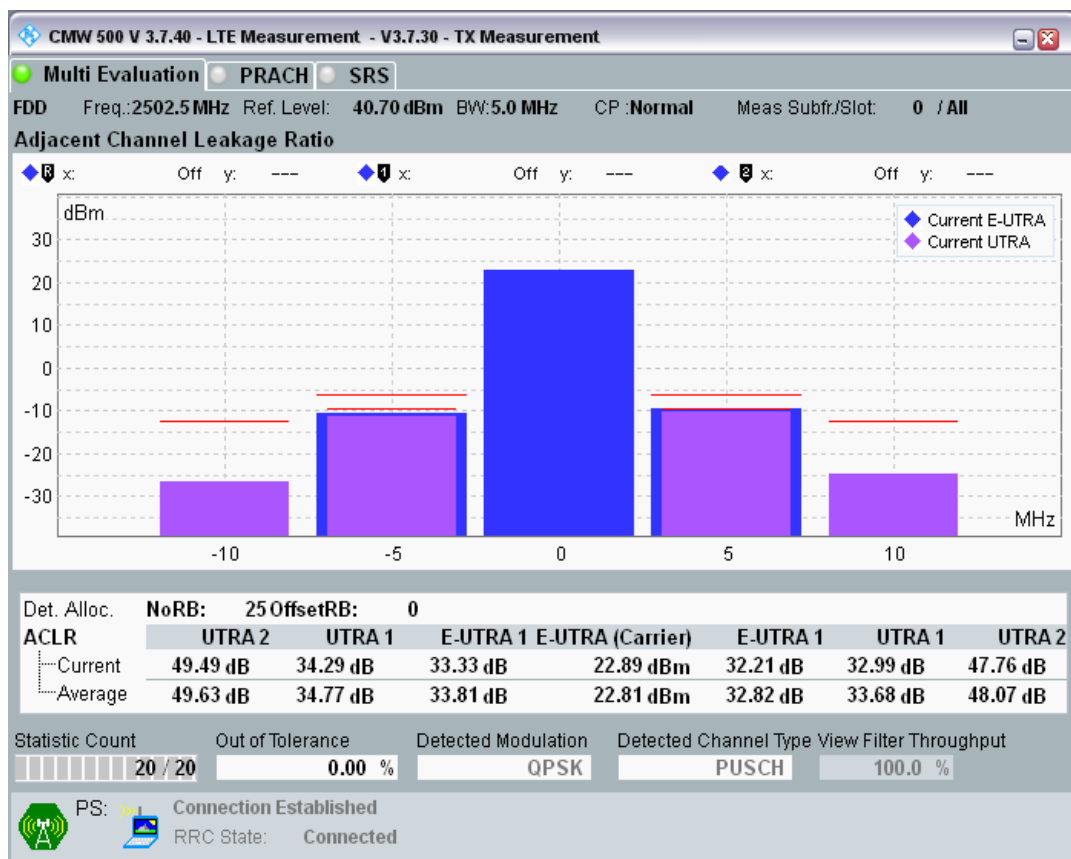 CMW 500 V 3.7.40 - LTE Measurement - V3.7.30 - TX Measurement
Multi Evaluation PRACH SRS
FDD Freq.:2502.5 MHz Ref. Level: 40.70 dBm BW:5.0 MHz CP :Normal Meas Subfr./Slot: 0 / All
Adjacent Channel Leakage Ratio
R x: Off y: --- 1 x: Off y: --- 2 x: Off y: ---
dBm
Current E-UTRA
Current UTRA
30
20
10
0
-10
-20
-30
MHz
-10 -5 0 5 10
Det. Alloc. NoRB: 25 OffsetRB: 0
ACLR UTRA 2 UTRA 1 E-UTRA 1 E-UTRA (Carrier) E-UTRA 1 UTRA 1 UTRA 2
Current 49.49 dB 34.29 dB 33.33 dB 22.89 dBm 32.21 dB 32.99 dB 47.76 dB
Average 49.63 dB 34.77 dB 33.81 dB 22.81 dBm 32.82 dB 33.68 dB 48.07 dB
Statistic Count Out of Tolerance Detected Modulation Detected Channel Type View Filter Throughput
20 / 20 0.00 % QPSK PUSCH 100.0 %
PS: Connection Established
RRC State: Connected